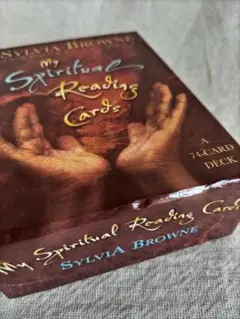 SYLVIA BROWNE
My
Spiritual
Reading
Cards
A
74-CARD
DECK
My Spiritual Reading Cards
SYLVIA BROWNE